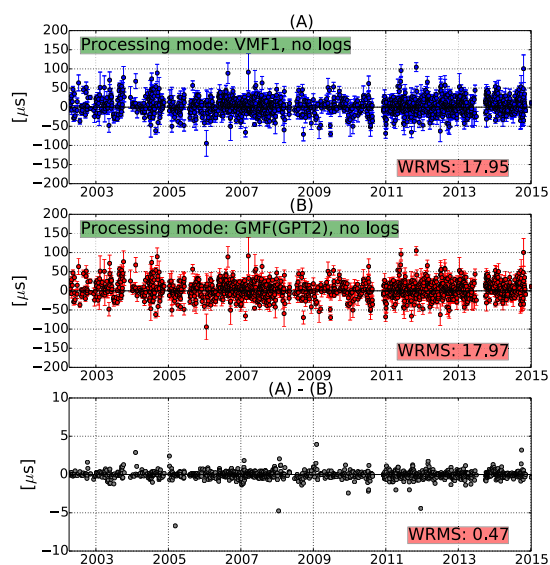 (A)
200
150
100
50
0
−50
−100
−150
−200
[μs]
Processing mode: VMF1, no logs
WRMS: 17.95
2003 2005 2007 2009 2011 2013 2015
(B)
200
150
100
50
0
−50
−100
−150
−200
[μs]
Processing mode: GMF(GPT2), no logs
WRMS: 17.97
2003 2005 2007 2009 2011 2013 2015
(A) - (B)
10
5
0
−5
−10
[μs]
WRMS: 0.47
2003 2005 2007 2009 2011 2013 2015